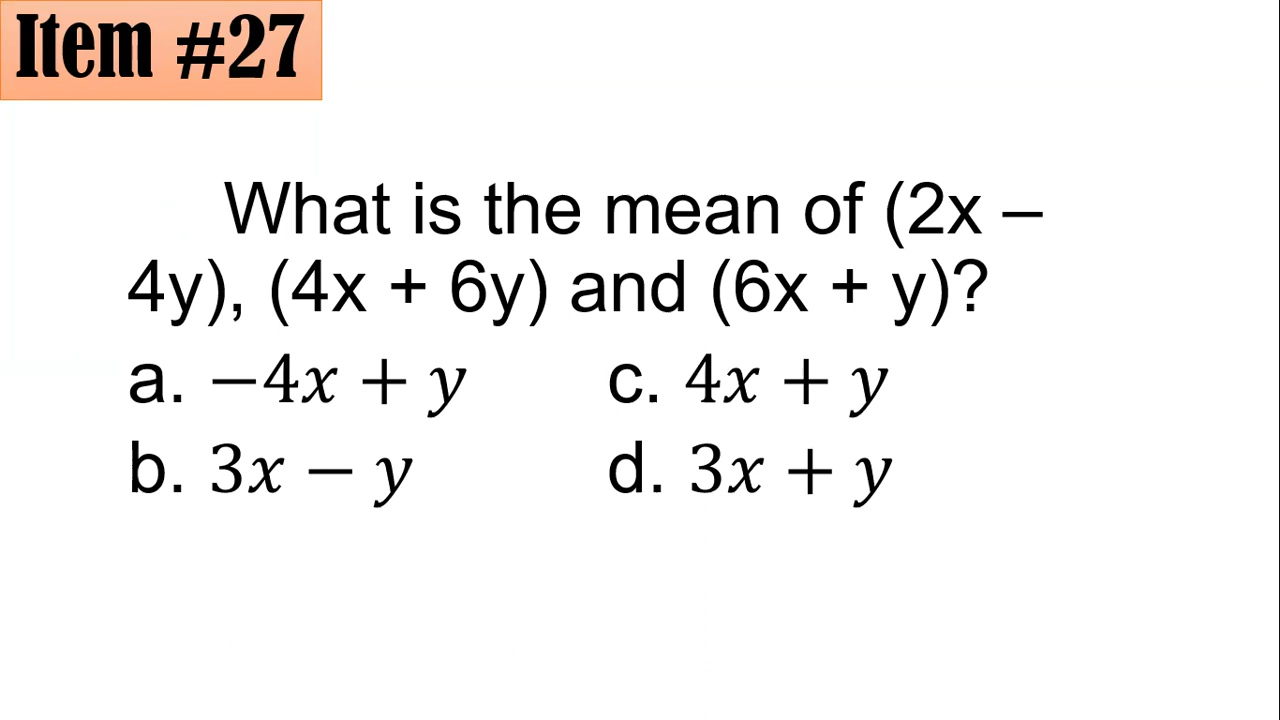 Item #27
What is the mean of (2x –
4y), (4x + 6y) and (6x + y)?
a. −4x + y c. 4x + y
b. 3x − y d. 3x + y